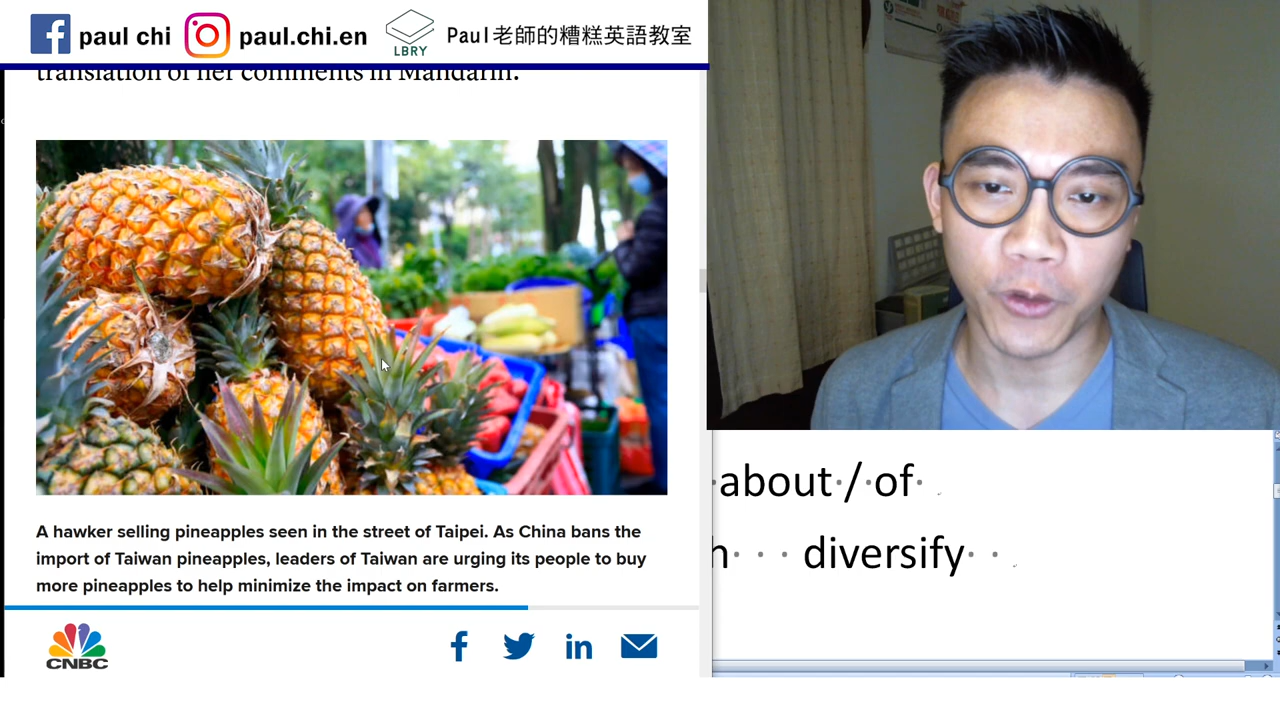 paul chi
paul.chi.en
LBRY
Paul老師的糟糕英語教室
translation of her comments in Mandarin.
A hawker selling pineapples seen in the street of Taipei. As China bans the
import of Taiwan pineapples, leaders of Taiwan are urging its people to buy
more pineapples to help minimize the impact on farmers.
CNBC
about / of
h diversify